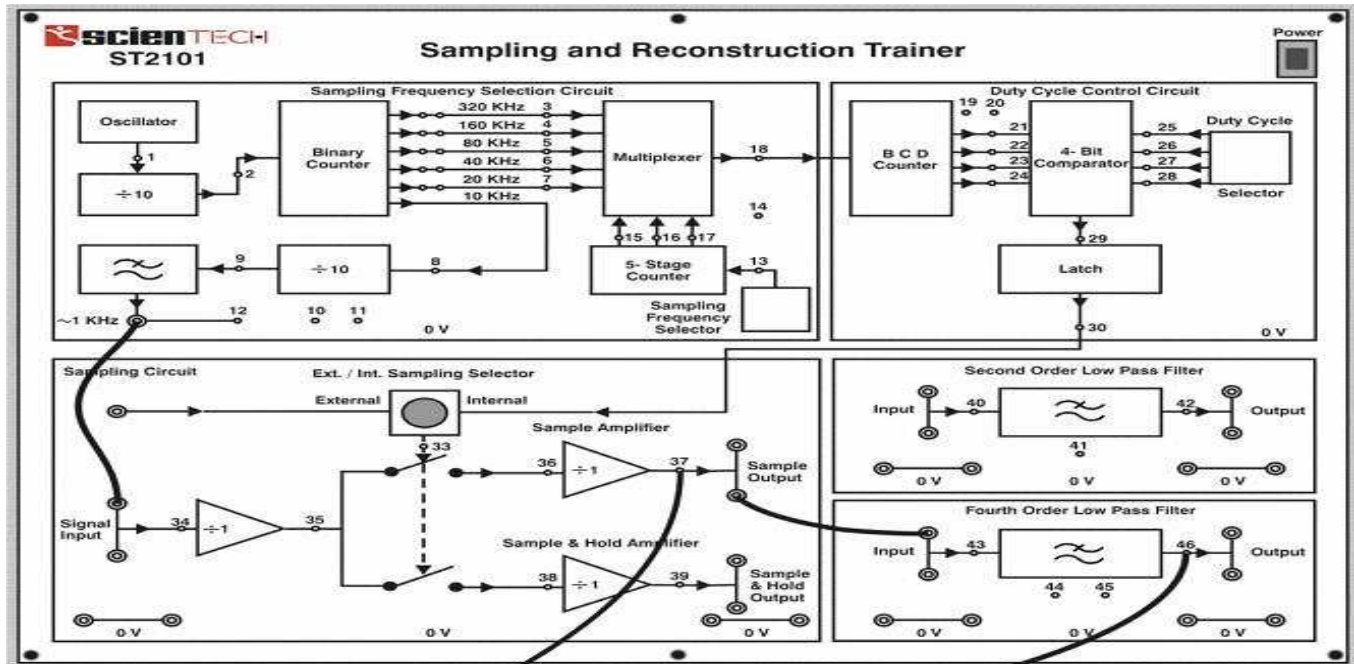 scienTECH
ST2101
Sampling and Reconstruction Trainer
Power
Sampling Frequency Selection Circuit
Oscillator
1
÷10
2
Binary
Counter
320 KHz 3
160 KHz 4
80 KHz 5
40 KHz 6
20 KHz 7
10 KHz
Multiplexer
18
14
15 16 17
5- Stage
Counter
13
Sampling
Frequency
Selector
8
÷10
9
~1 KHz
12
10 11
0 V
Duty Cycle Control Circuit
19 20
B C D
Counter
21
22
23
24
4- Bit
Comparator
25
26
27
28
Duty Cycle
Selector
29
Latch
30
0 V
Sampling Circuit
Ext. / Int. Sampling Selector
External
Internal
33
Signal
Input
34
÷1
35
Sample Amplifier
36
÷1
37
Sample
Output
Sample & Hold Amplifier
38
÷1
39
Sample
& Hold
Output
0 V
0 V
0 V
Second Order Low Pass Filter
Input
40
42
Output
41
0 V
0 V
0 V
Fourth Order Low Pass Filter
Input
43
46
Output
44 45
0 V
0 V
0 V